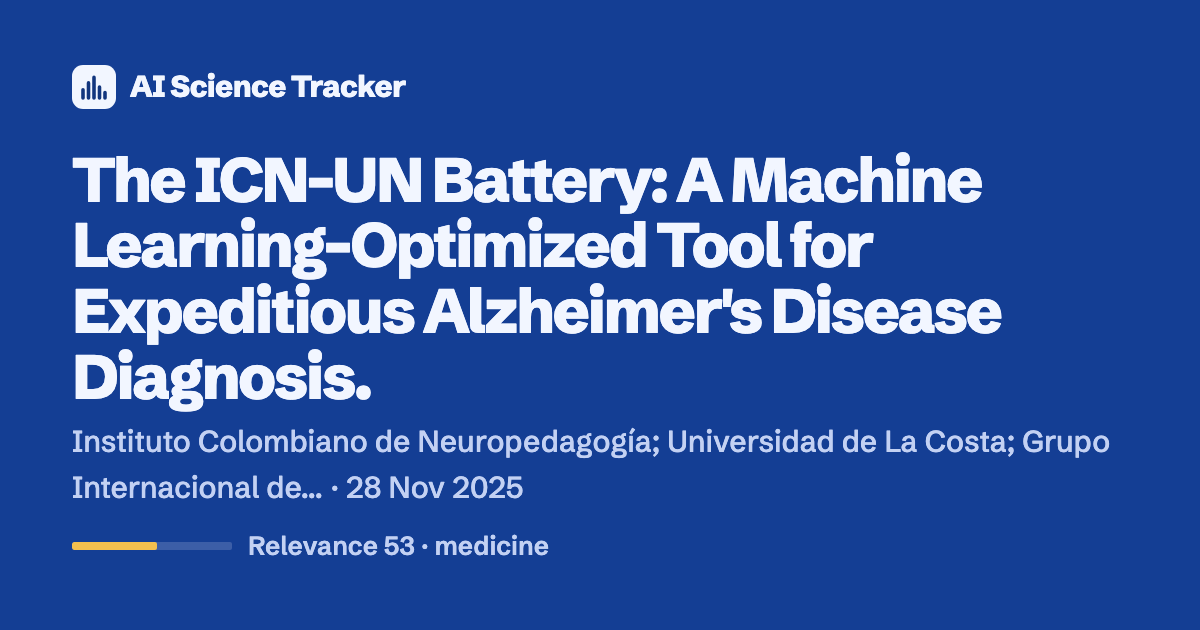 AI Science Tracker
The ICN-UN Battery: A Machine
Learning-Optimized Tool for
Expeditious Alzheimer's Disease
Diagnosis.
Instituto Colombiano de Neuropedagogía; Universidad de La Costa; Grupo
Internacional de... · 28 Nov 2025
Relevance 53 · medicine